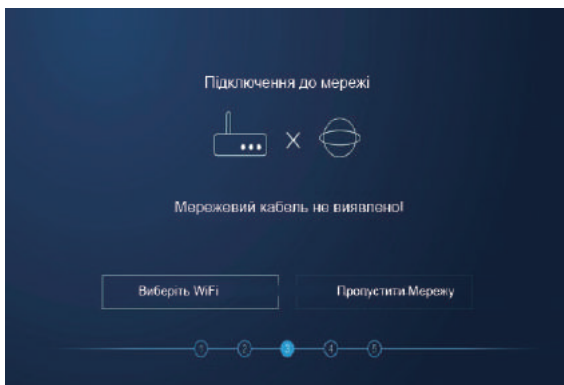 Підключення до мережі
Мережевий кабель не виявлено!
Виберіть WiFi
Пропустити Мережу
1 2 3 4 5